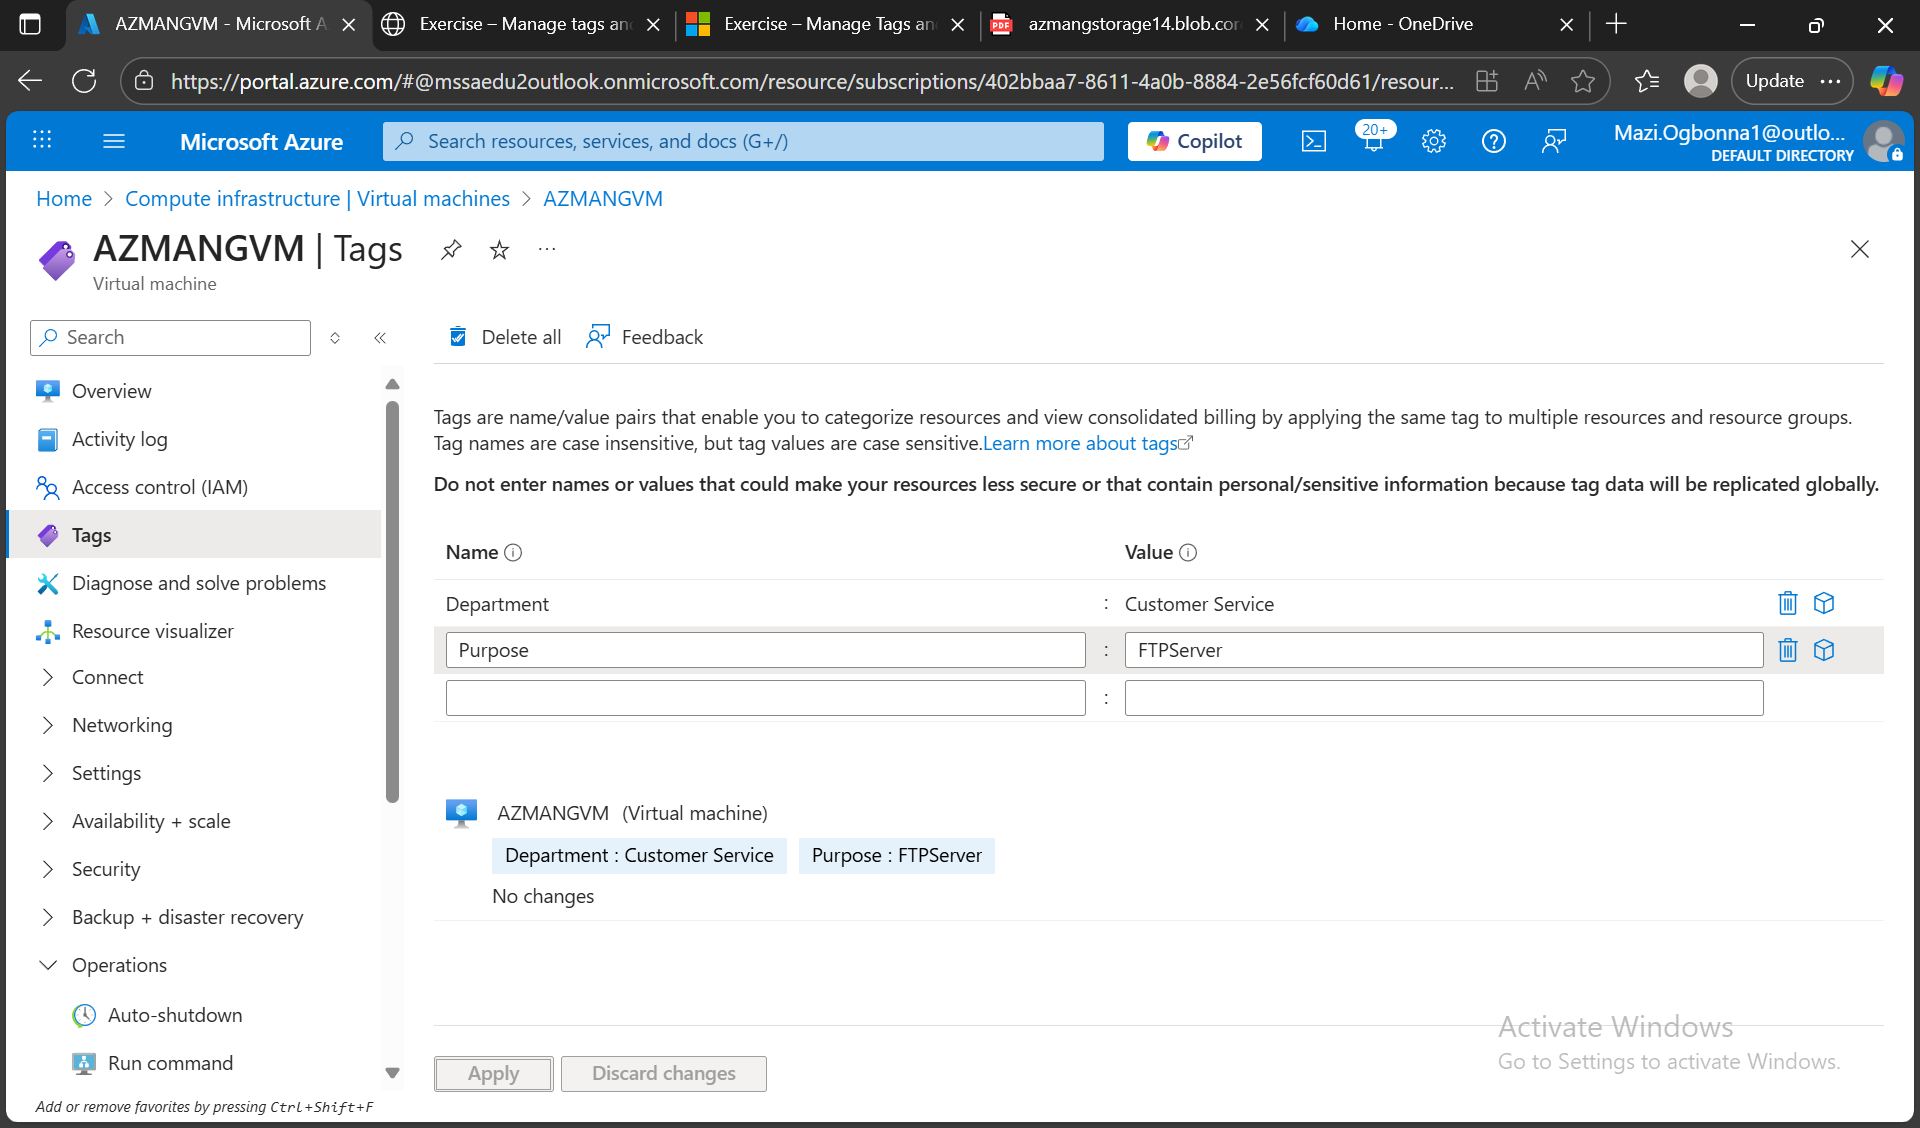 AZMANGVM - Microsoft A
Exercise – Manage tags an
Exercise – Manage Tags an
azmangstorage14.blob.cor
Home - OneDrive
https://portal.azure.com/#@mssaedu2outlook.onmicrosoft.com/resource/subscriptions/402bbaa7-8611-4a0b-8884-2e56fcf60d61/resour...
Update
Microsoft Azure
Search resources, services, and docs (G+/)
Copilot
20+
Mazi.Ogbonna1@outlo...
DEFAULT DIRECTORY
Home > Compute infrastructure | Virtual machines > AZMANGVM
AZMANGVM | Tags
Virtual machine
Search
Delete all
Feedback
Overview
Activity log
Access control (IAM)
Tags
Diagnose and solve problems
Resource visualizer
Connect
Networking
Settings
Availability + scale
Security
Backup + disaster recovery
Operations
Auto-shutdown
Run command
Add or remove favorites by pressing Ctrl+Shift+F
Tags are name/value pairs that enable you to categorize resources and view consolidated billing by applying the same tag to multiple resources and resource groups.
Tag names are case insensitive, but tag values are case sensitive.Learn more about tags
Do not enter names or values that could make your resources less secure or that contain personal/sensitive information because tag data will be replicated globally.
Name
Value
Department : Customer Service
Purpose : FTPServer
:
AZMANGVM (Virtual machine)
Department : Customer Service
Purpose : FTPServer
No changes
Apply
Discard changes
Activate Windows
Go to Settings to activate Windows.